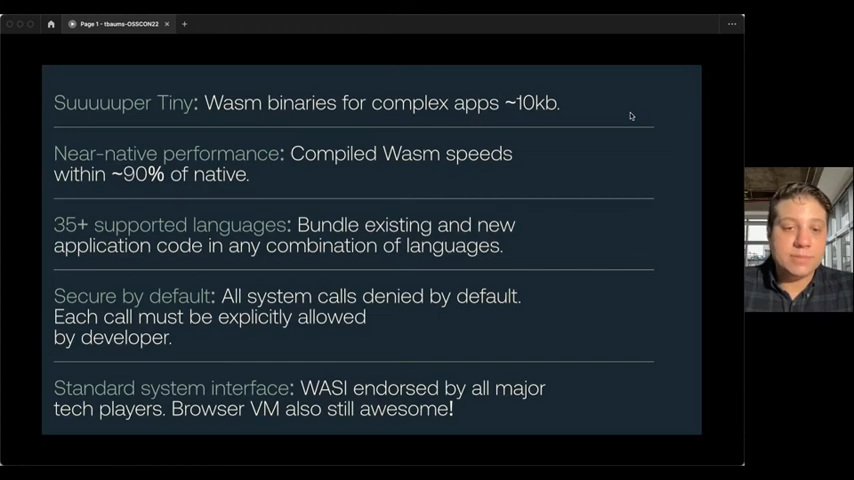 Page 1 - tbaums-OSSCON22
Suuuuuper Tiny: Wasm binaries for complex apps ~10kb.
Near-native performance: Compiled Wasm speeds
within ~90% of native.
35+ supported languages: Bundle existing and new
application code in any combination of languages.
Secure by default: All system calls denied by default.
Each call must be explicitly allowed
by developer.
Standard system interface: WASI endorsed by all major
tech players. Browser VM also still awesome!